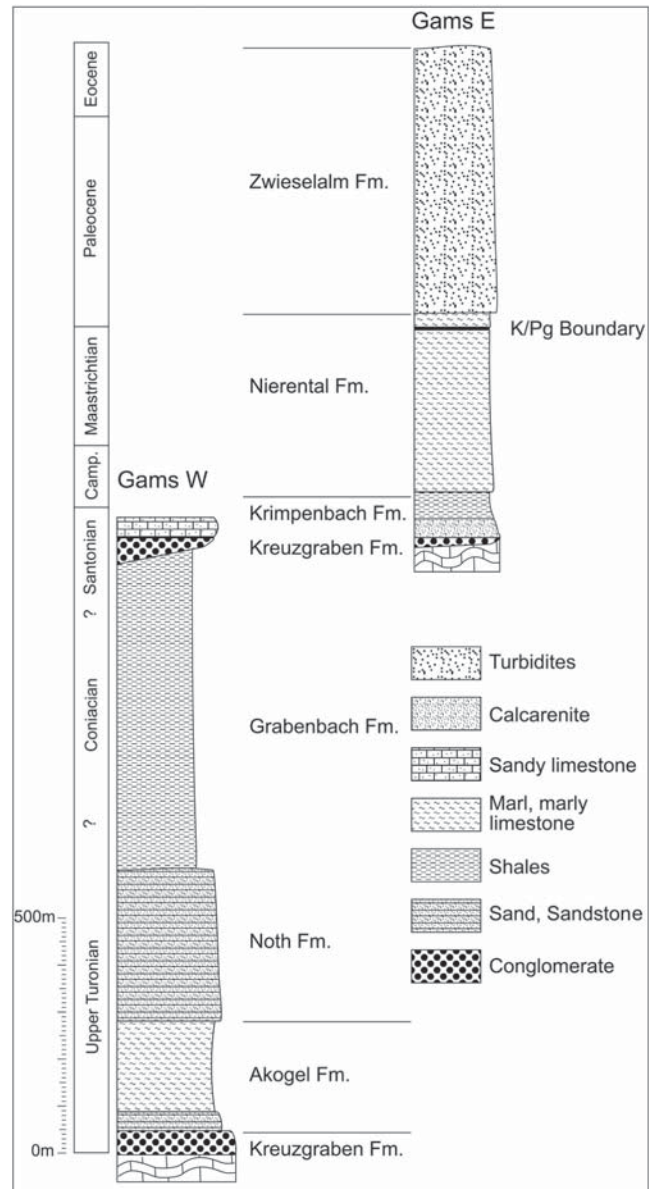 Gams E
Eocene
Paleocene
Maastrichtian
Camp.
Santonian
?
Coniacian
?
Upper Turonian
Zwieselalm Fm.
K/Pg Boundary
Nierental Fm.
Gams W
Krimpenbach Fm.
Kreuzgraben Fm.
Grabenbach Fm.
Noth Fm.
Akogel Fm.
Kreuzgraben Fm.
500m
0m
Turbidites
Calcarenite
Sandy limestone
Marl, marly
limestone
Shales
Sand, Sandstone
Conglomerate